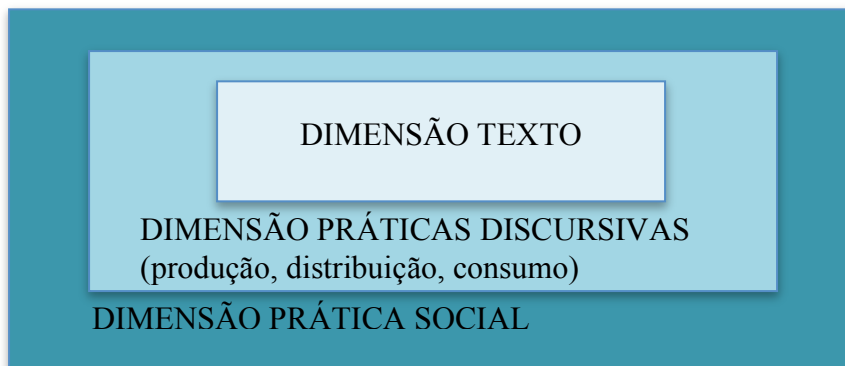 DIMENSÃO TEXTO
DIMENSÃO PRÁTICAS DISCURSIVAS
(produção, distribuição, consumo)
DIMENSÃO PRÁTICA SOCIAL